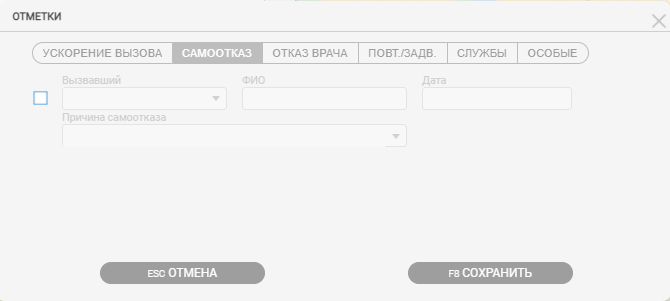 ОТМЕТКИ
УСКОРЕНИЕ ВЫЗОВА САМООТКАЗ ОТКАЗ ВРАЧА ПОВТ./ЗАДВ. СЛУЖБЫ ОСОБЫЕ
Вызвавший ФИО Дата
Причина самоотказа
ESC ОТМЕНА F8 СОХРАНИТЬ